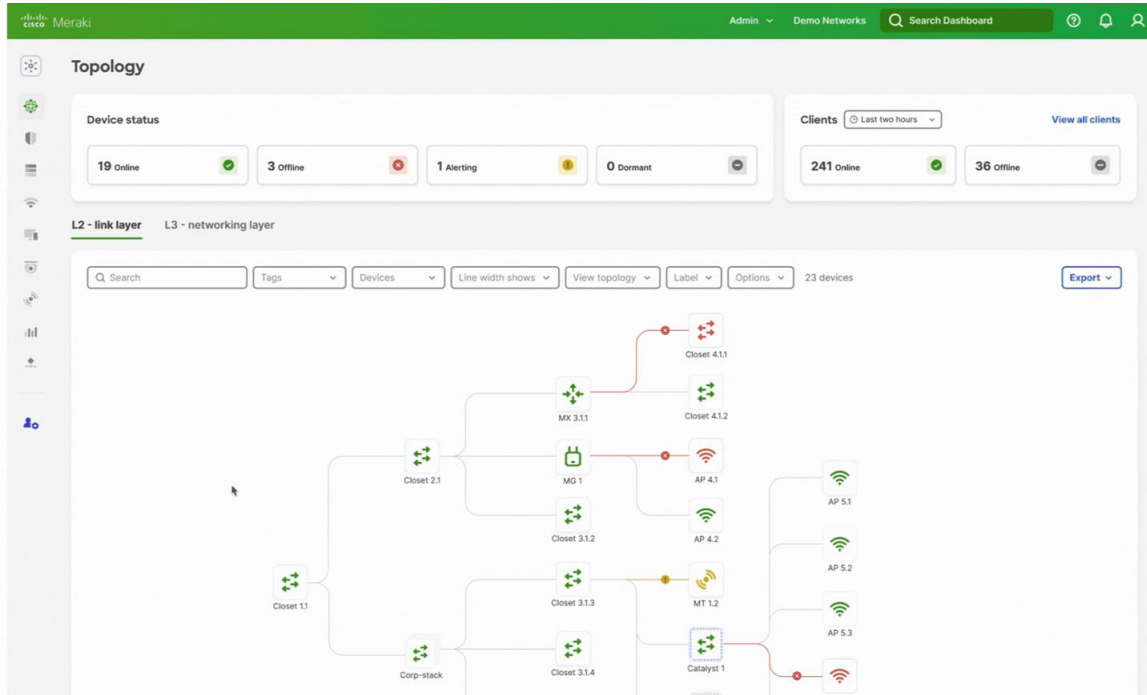 cisco Meraki
Admin
Demo Networks
Search Dashboard
Topology
Device status
19 Online
3 Offline
1 Alerting
0 Dormant
Clients
Last two hours
View all clients
241 Online
36 Offline
L2 - link layer
L3 - networking layer
Search
Tags
Devices
Line width shows
View topology
Label
Options
23 devices
Export
Closet 4.1.1
MX 3.1.1
Closet 4.1.2
Closet 2.1
MG 1
AP 4.1
AP 5.1
Closet 3.1.2
AP 4.2
AP 5.2
Closet 1.1
Closet 3.1.3
MT 1.2
AP 5.3
Corp-stack
Closet 3.1.4
Catalyst 1